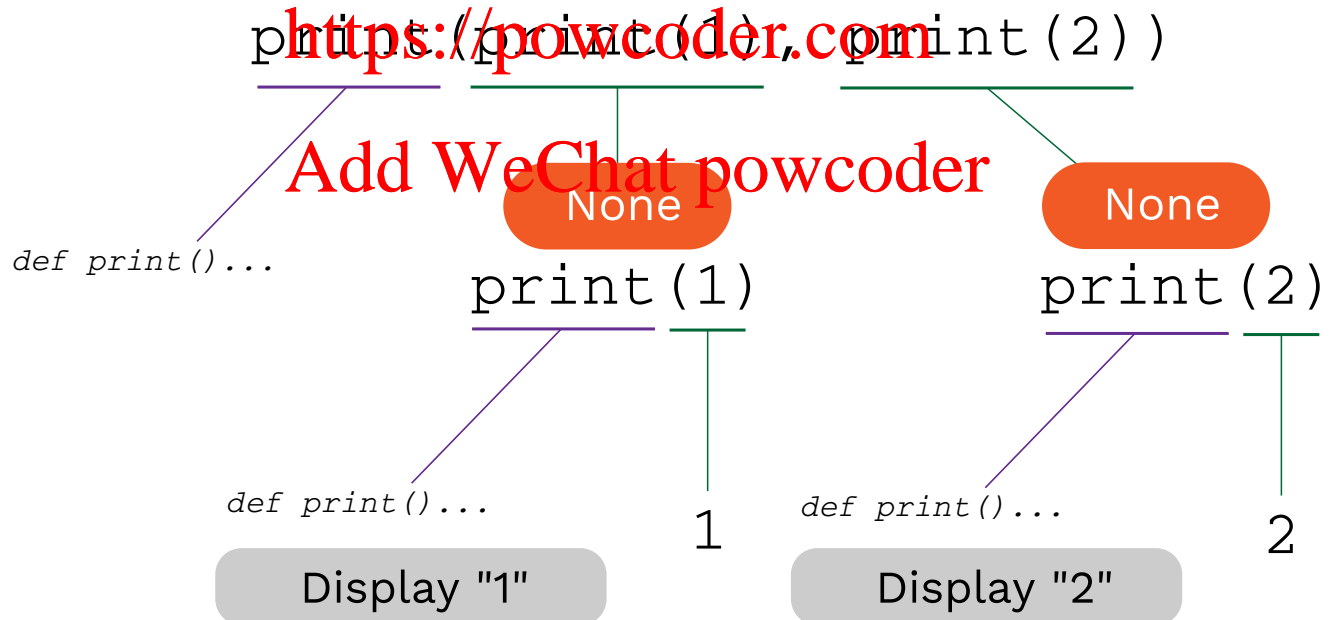 print(print(1), print(2))
https://powcoder.com
Add WeChat powcoder
None
None
def print()...
print(1)
print(2)
def print()...
1
def print()...
2
Display "1"
Display "2"